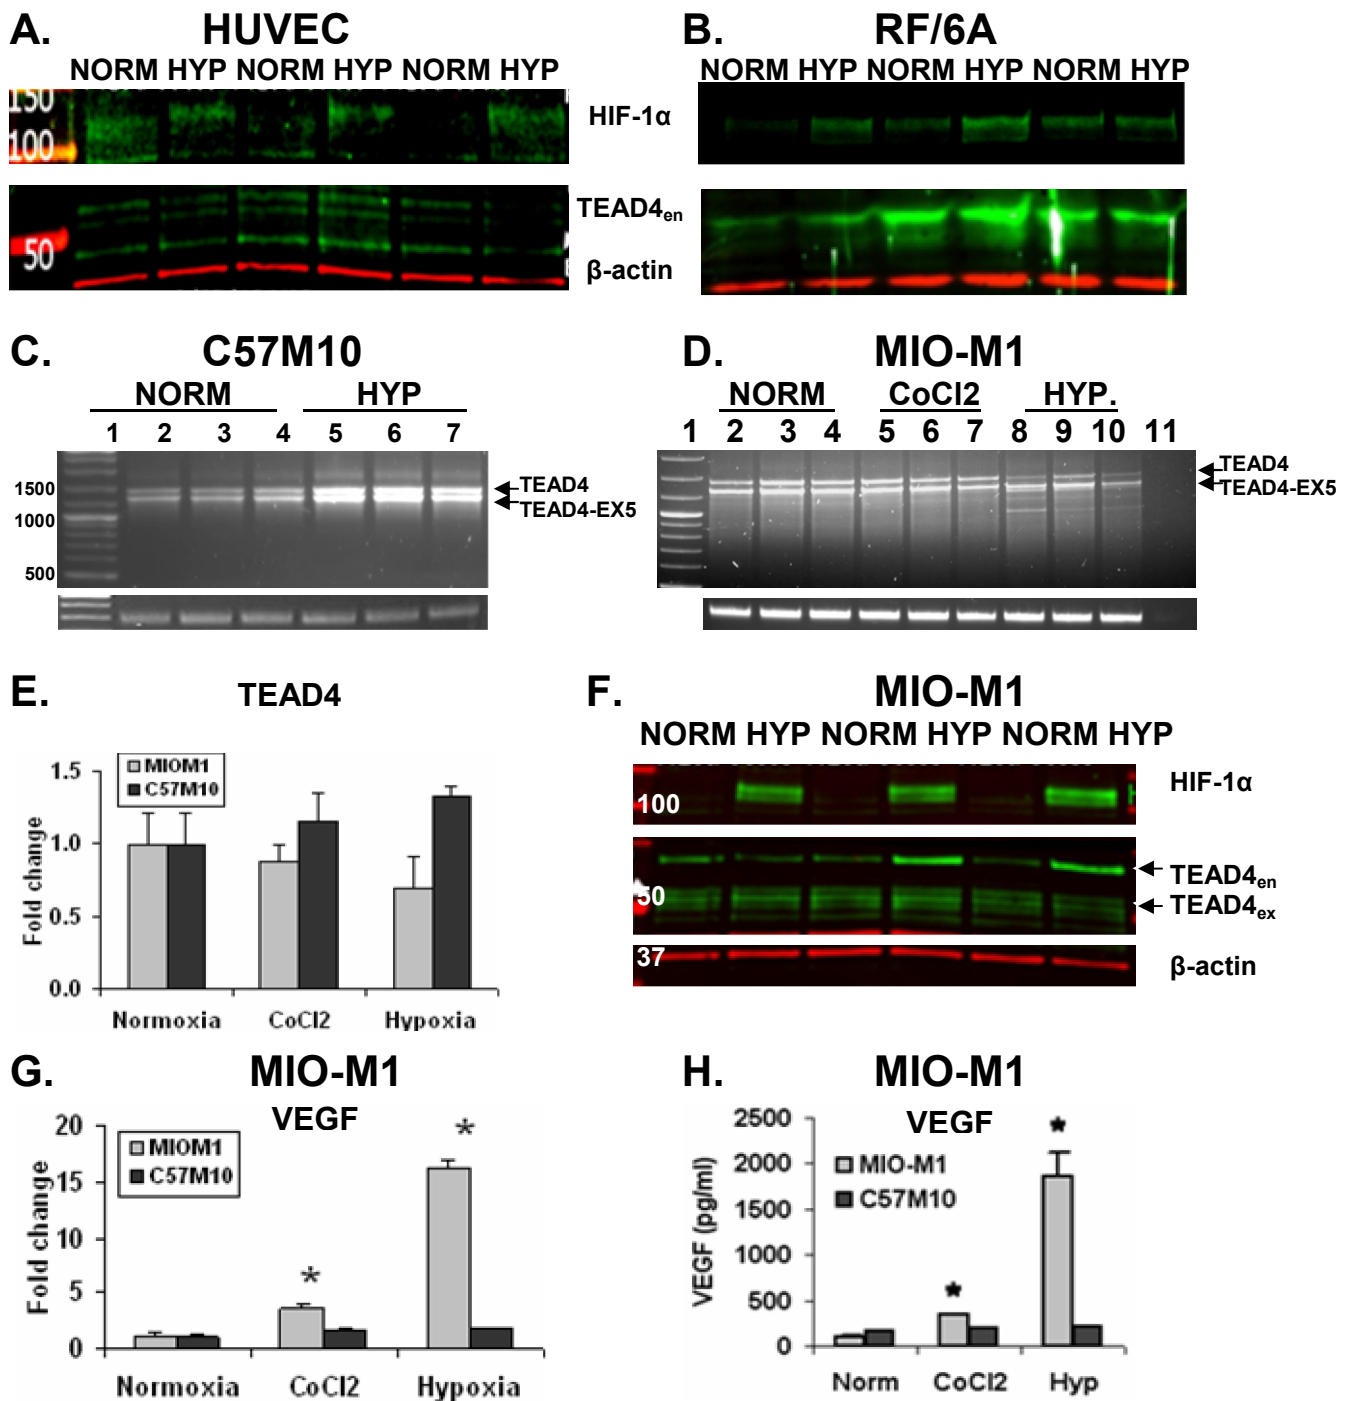 A. HUVEC
NORM HYP NORM HYP NORM HYP
150
100
HIF-1α
50
TEAD4en
β-actin
B. RF/6A
NORM HYP NORM HYP NORM HYP
C. C57M10
NORM HYP
1 2 3 4 5 6 7
1500
1000
500
TEAD4
TEAD4-EX5
D. MIO-M1
NORM CoCl2 HYP.
1 2 3 4 5 6 7 8 9 10 11
TEAD4
TEAD4-EX5
E. TEAD4
MIOM1
C57M10
Fold change
1.5
1.0
0.5
0.0
Normoxia CoCl2 Hypoxia
F. MIO-M1
NORM HYP NORM HYP NORM HYP
100
HIF-1α
50
TEAD4en
TEAD4ex
37
β-actin
G. MIO-M1
VEGF
MIOM1
C57M10
Fold change
20
15
10
5
0
* *
Normoxia CoCl2 Hypoxia
H. MIO-M1
VEGF
MIO-M1
C57M10
VEGF (pg/ml)
2500
2000
1500
1000
500
0
* *
Norm CoCl2 Hyp